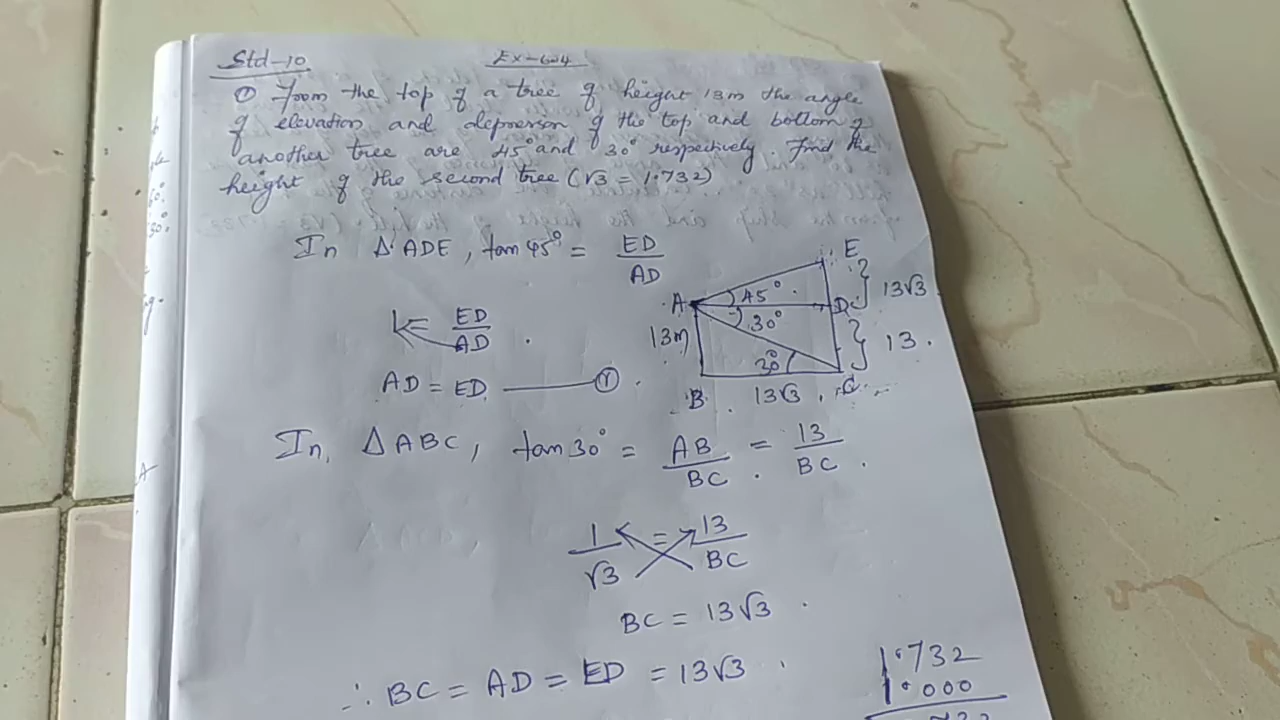 Std-10
Ex-6.4
① From the top of a tree of height 13m the angle
of elevation and depression of the top and bottom of
another tree are 45° and 30° respectively. Find the
height of the second tree (√3 = 1.732)
In ΔADE, tan 45° = ED/AD
1 = ED/AD
AD = ED ①
E
A 45° D 13√3
30°
13m 30° 13.
B 13√3 C
In ΔABC, tan 30° = AB/BC = 13/BC
1/√3 = 13/BC
BC = 13√3
∴ BC = AD = ED = 13√3
1.732
1.000